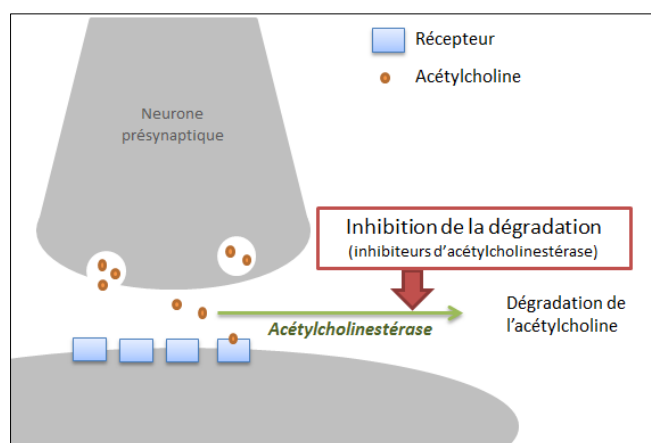 Récepteur
Acétylcholine
Neurone
présynaptique
Inhibition de la dégradation
(inhibiteurs d'acétylcholinestérase)
Acétylcholinestérase
Dégradation de
l'acétylcholine